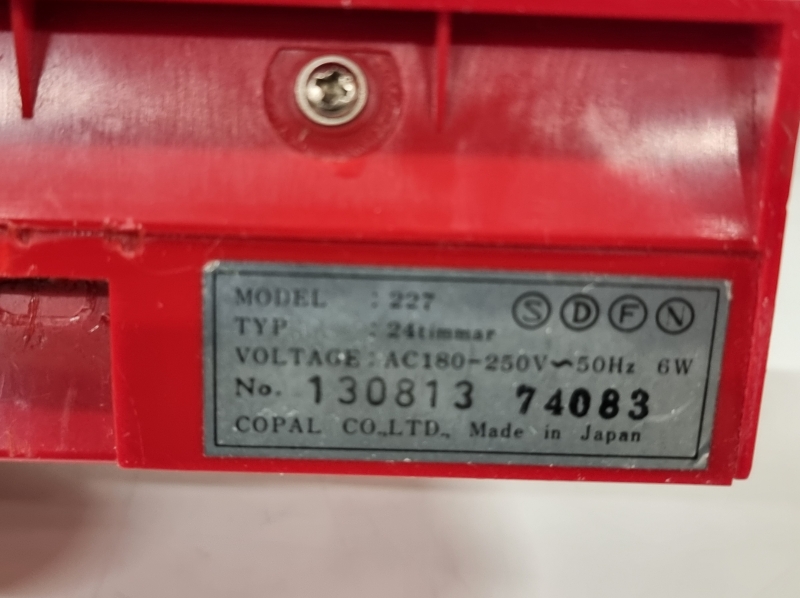 MODEL : 227 S D F N
TYP : 24timmar
VOLTAGE : AC180-250V~50Hz 6W
No. 130813 74083
COPAL CO.,LTD., Made in Japan